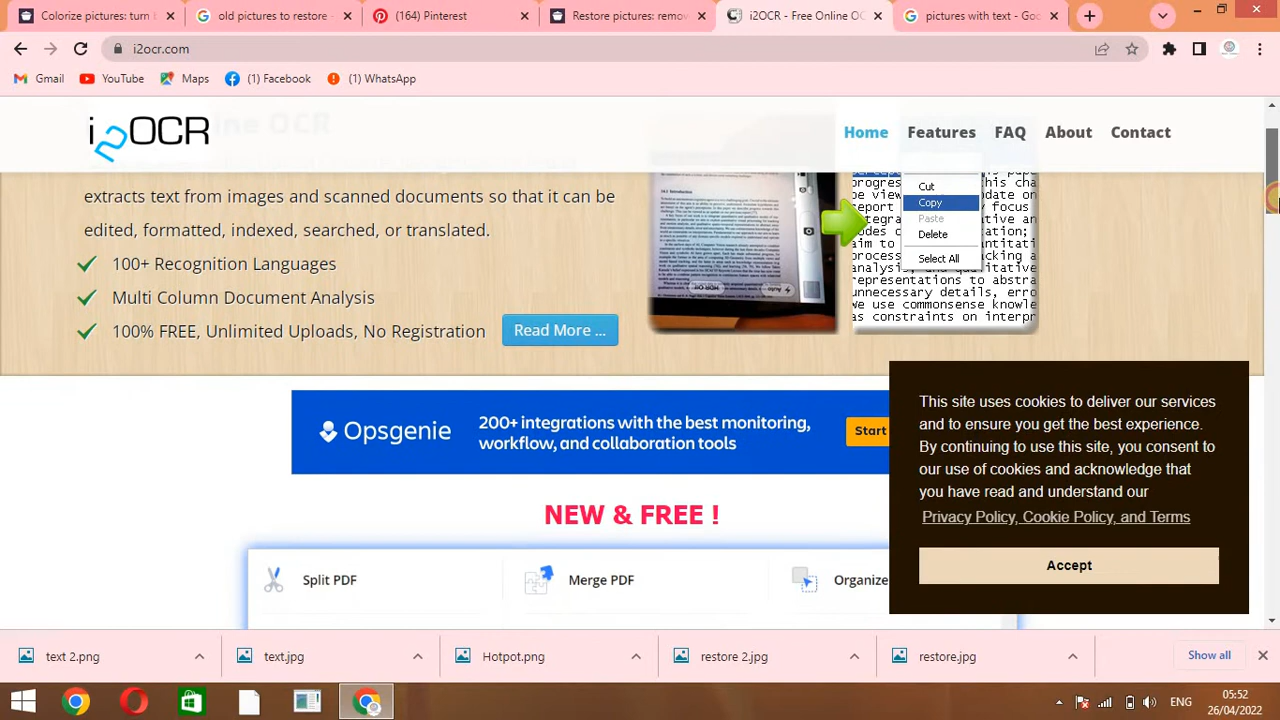 Colorize pictures: turn
old pictures to restore -
(164) Pinterest
Restore pictures: remov
i2OCR - Free Online OC
pictures with text - Goo
i2ocr.com
Gmail
YouTube
Maps
(1) Facebook
(1) WhatsApp
i2OCR
Home
Features
FAQ
About
Contact
extracts text from images and scanned documents so that it can be
edited, formatted, indexed, searched, or translated.
100+ Recognition Languages
Multi Column Document Analysis
100% FREE, Unlimited Uploads, No Registration
Read More ...
Cut
Copy
Paste
Delete
Select All
Opsgenie
200+ integrations with the best monitoring,
workflow, and collaboration tools
Start
NEW & FREE !
Split PDF
Merge PDF
Organize
This site uses cookies to deliver our services
and to ensure you get the best experience.
By continuing to use this site, you consent to
our use of cookies and acknowledge that
you have read and understand our
Privacy Policy, Cookie Policy, and Terms
Accept
text 2.png
text.jpg
Hotpot.png
restore 2.jpg
restore.jpg
Show all
ENG
05:52
26/04/2022